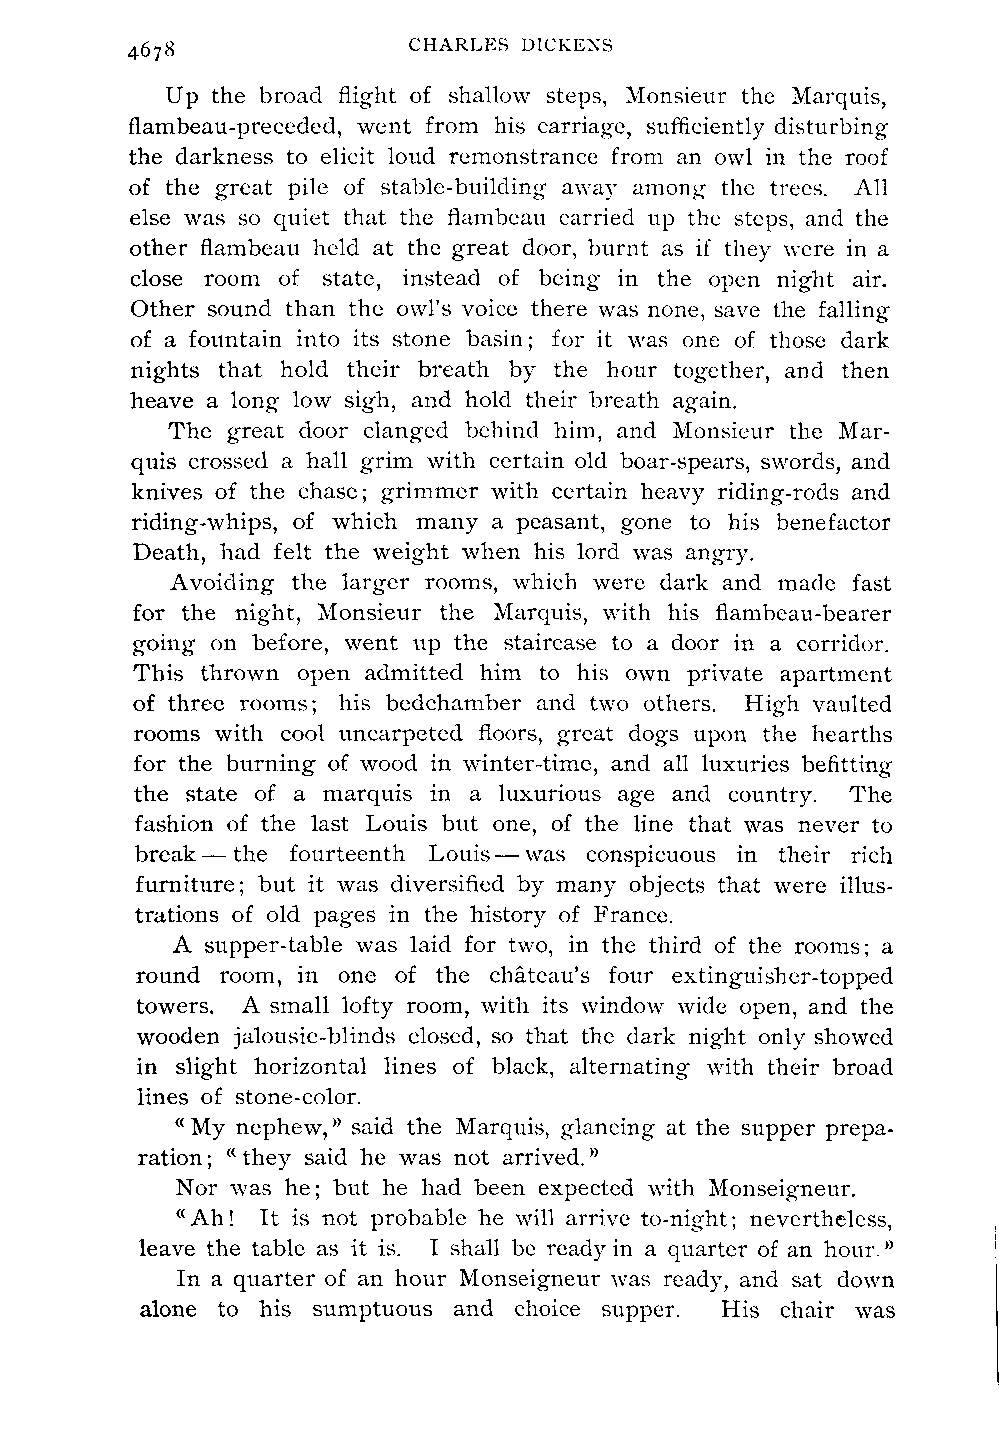 4678 CHARLES DICKENS
Up the broad flight of shallow steps, Monsieur the Marquis,
flambeau-preceded, went from his carriage, sufficiently disturbing
the darkness to elicit loud remonstrance from an owl in the roof
of the great pile of stable-building away among the trees. All
else was so quiet that the flambeau carried up the steps, and the
other flambeau held at the great door, burnt as if they were in a
close room of state, instead of being in the open night air.
Other sound than the owl's voice there was none, save the falling
of a fountain into its stone basin; for it was one of those dark
nights that hold their breath by the hour together, and then
heave a long low sigh, and hold their breath again.
The great door clanged behind him, and Monsieur the Mar-
quis crossed a hall grim with certain old boar-spears, swords, and
knives of the chase; grimmer with certain heavy riding-rods and
riding-whips, of which many a peasant, gone to his benefactor
Death, had felt the weight when his lord was angry.
Avoiding the larger rooms, which were dark and made fast
for the night, Monsieur the Marquis, with his flambeau-bearer
going on before, went up the staircase to a door in a corridor.
This thrown open admitted him to his own private apartment
of three rooms; his bedchamber and two others. High vaulted
rooms with cool uncarpeted floors, great dogs upon the hearths
for the burning of wood in winter-time, and all luxuries befitting
the state of a marquis in a luxurious age and country. The
fashion of the last Louis but one, of the line that was never to
break — the fourteenth Louis — was conspicuous in their rich
furniture; but it was diversified by many objects that were illus-
trations of old pages in the history of France.
A supper-table was laid for two, in the third of the rooms; a
round room, in one of the château's four extinguisher-topped
towers. A small lofty room, with its window wide open, and the
wooden jalousie-blinds closed, so that the dark night only showed
in slight horizontal lines of black, alternating with their broad
lines of stone-color.
« My nephew, » said the Marquis, glancing at the supper prepa-
ration; « they said he was not arrived. »
Nor was he; but he had been expected with Monseigneur.
« Ah! It is not probable he will arrive to-night; nevertheless,
leave the table as it is. I shall be ready in a quarter of an hour. »
In a quarter of an hour Monseigneur was ready, and sat down
alone to his sumptuous and choice supper. His chair was